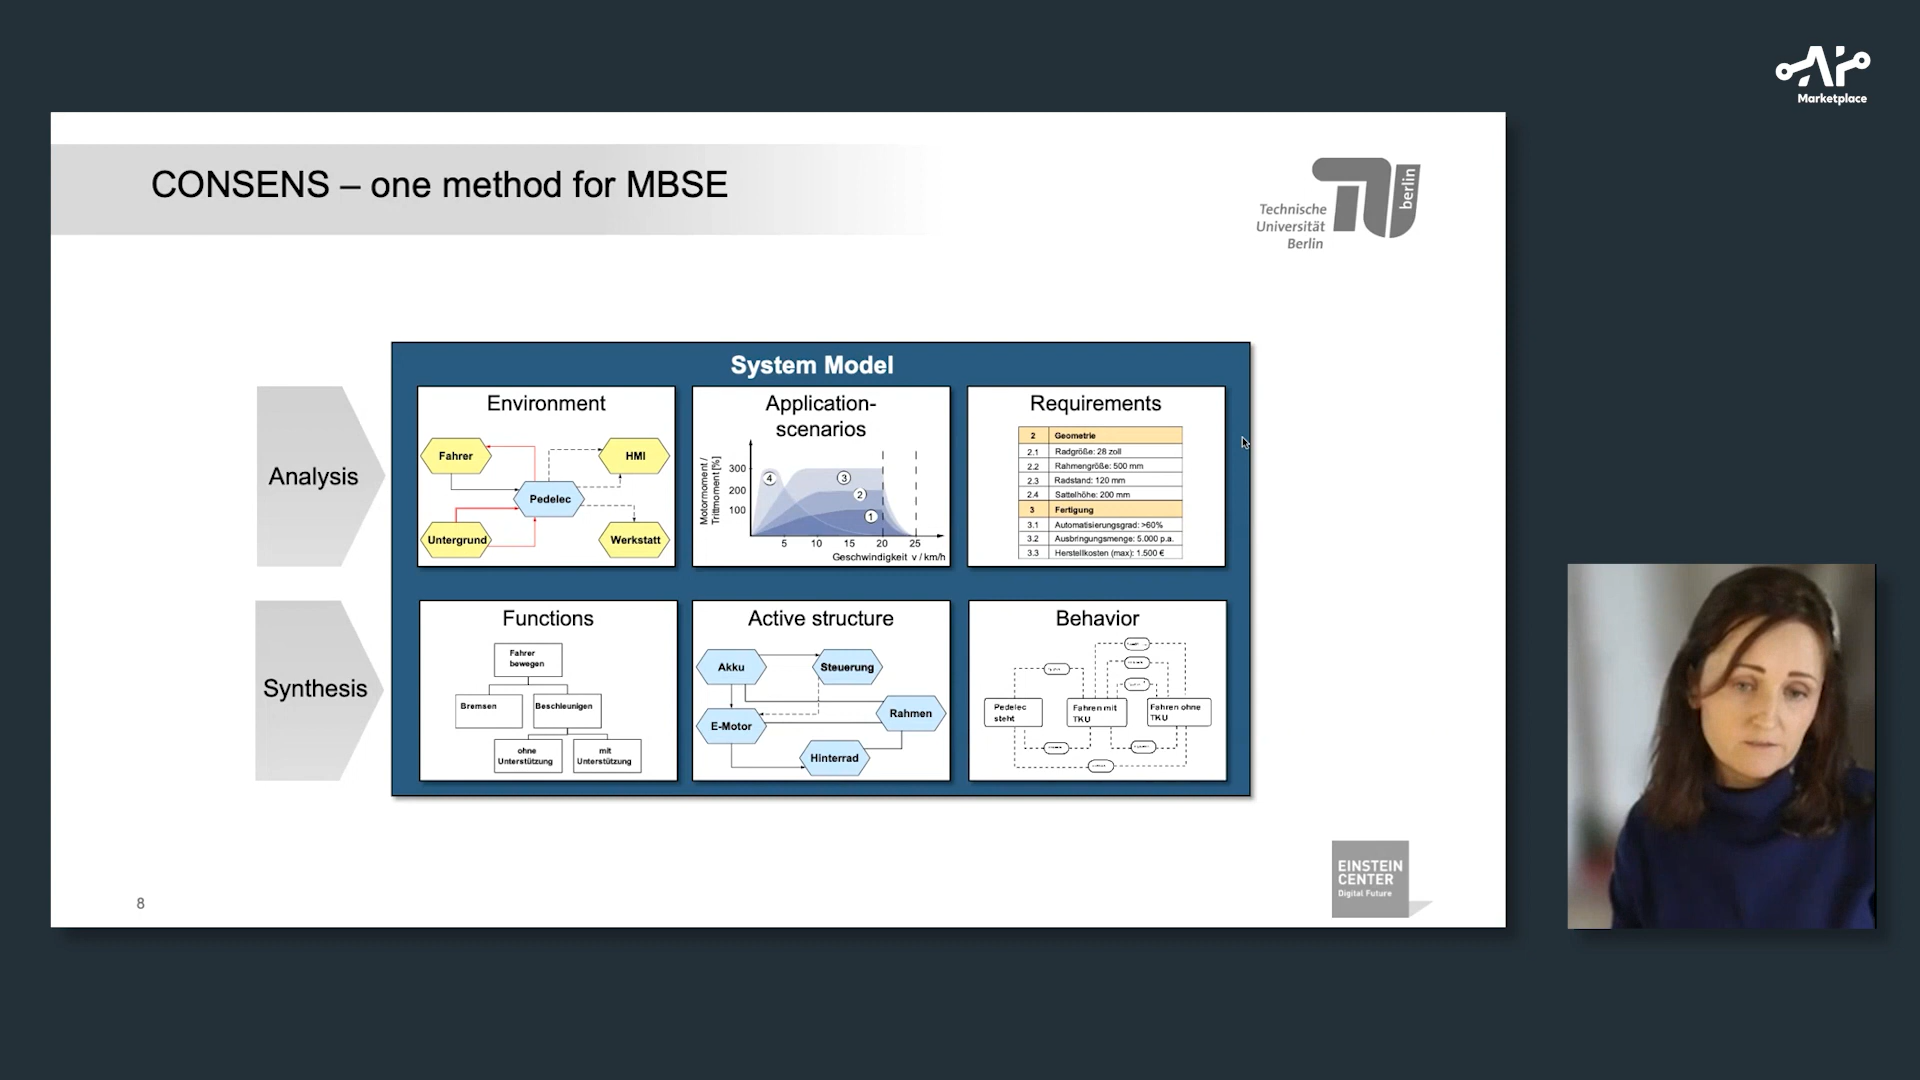 AI
Marketplace
CONSENS – one method for MBSE
Technische
Universität
Berlin
berlin
System Model
Analysis
Environment
Fahrer
HMI
Pedelec
Untergrund
Werkstatt
Application-
scenarios
Motormoment /
Trittmoment [%]
300
200
100
4
3
2
1
5 10 15 20 25
Geschwindigkeit v / km/h
Requirements
2 Geometrie
2.1 Radgröße: 28 zoll
2.2 Rahmengröße: 500 mm
2.3 Radstand: 120 mm
2.4 Sattelhöhe: 200 mm
3 Fertigung
3.1 Automatisierungsgrad: >60%
3.2 Ausbringungsmenge: 5.000 p.a.
3.3 Herstellkosten (max): 1.500 €
Synthesis
Functions
Fahrer
bewegen
Bremsen
Beschleunigen
ohne
Unterstützung
mit
Unterstützung
Active structure
Akku
Steuerung
Rahmen
E-Motor
Hinterrad
Behavior
Pedelec
steht
Fahren mit
TKU
Fahren ohne
TKU
EINSTEIN
CENTER
Digital Future
8